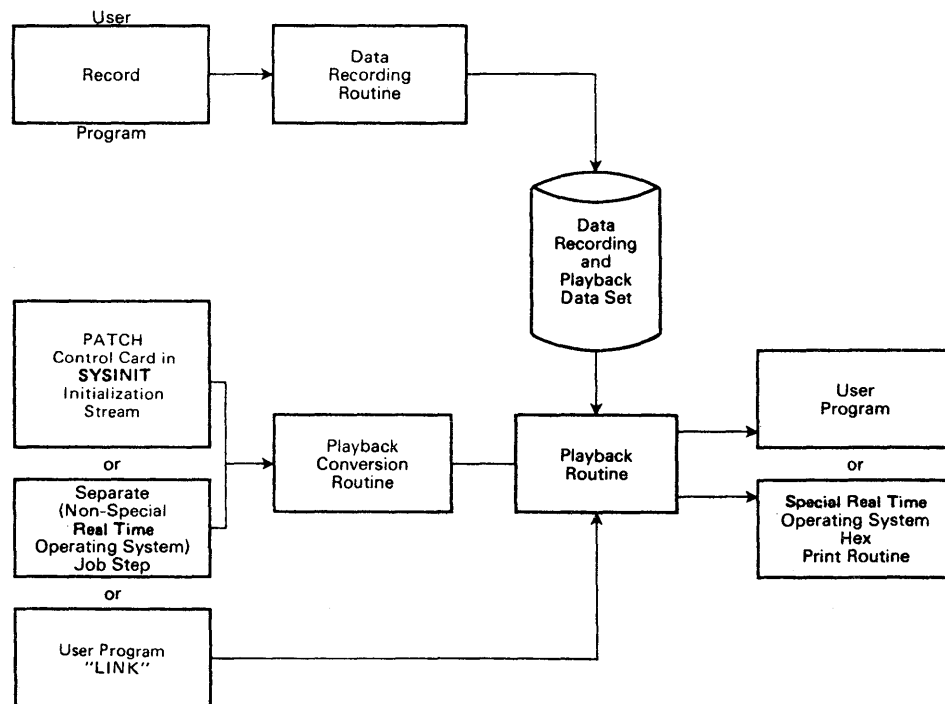 User
Record
Program
Data
Recording
Routine
Data
Recording
and
Playback
Data Set
PATCH
Control Card in
SYSINIT
Initialization
Stream
or
Separate
(Non-Special
Real Time
Operating System)
Job Step
or
User Program
"LINK"
Playback
Conversion
Routine
Playback
Routine
User
Program
or
Special Real Time
Operating System
Hex
Print Routine